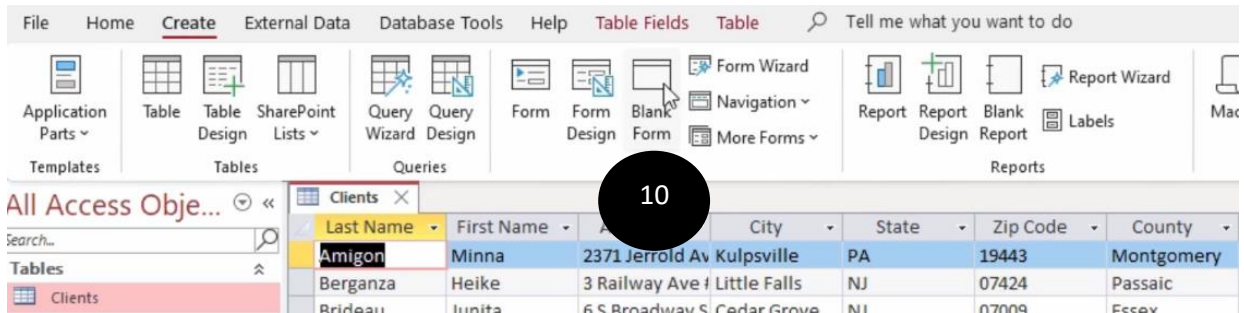 File Home Create External Data Database Tools Help Table Fields Table Tell me what you want to do
Application Parts
Table
Table Design
SharePoint Lists
Query Wizard
Query Design
Form
Form Design
Blank Form
Form Wizard
Navigation
More Forms
Report
Report Design
Blank Report
Report Wizard
Labels
Templates Tables Queries Reports
10
All Access Obje...
Search...
Tables
Clients
Clients
Last Name First Name City State Zip Code County
Amigon Minna 2371 Jerrold Av Kulpsville PA 19443 Montgomery
Berganza Heike 3 Railway Ave Little Falls NJ 07424 Passaic
Brideau Junita 6 S Broadway S Cedar Grove NJ 07009 Essex